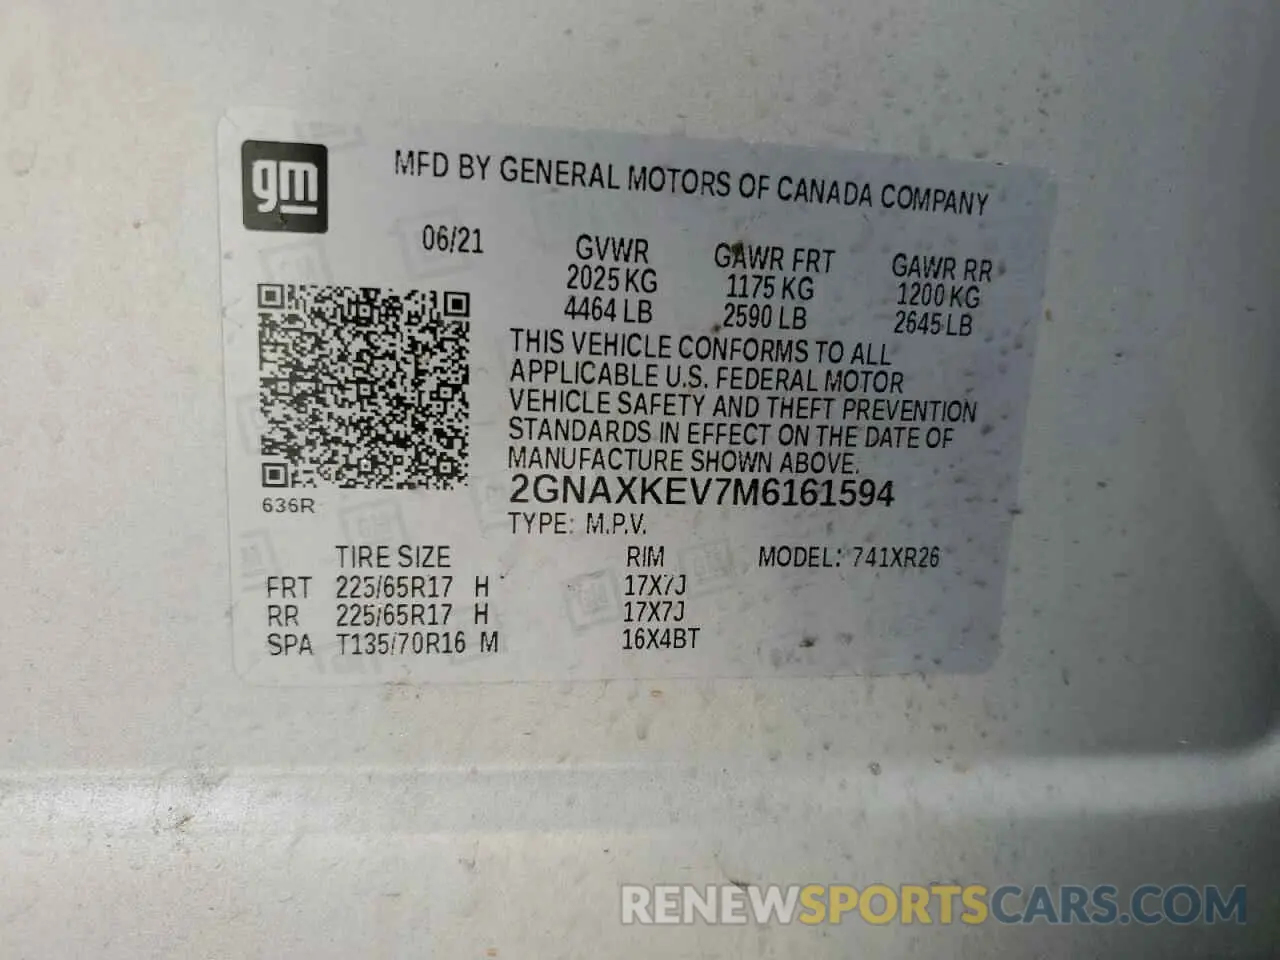 gm
MFD BY GENERAL MOTORS OF CANADA COMPANY
06/21
GVWR GAWR FRT GAWR RR
2025 KG 1175 KG 1200 KG
4464 LB 2590 LB 2645 LB
THIS VEHICLE CONFORMS TO ALL
APPLICABLE U.S. FEDERAL MOTOR
VEHICLE SAFETY AND THEFT PREVENTION
STANDARDS IN EFFECT ON THE DATE OF
MANUFACTURE SHOWN ABOVE.
2GNAXKEV7M6161594
636R
TYPE: M.P.V.
TIRE SIZE RIM MODEL: 741XR26
FRT 225/65R17 H 17X7J
RR 225/65R17 H 17X7J
SPA T135/70R16 M 16X4BT
RENEWSPORTSCARS.COM